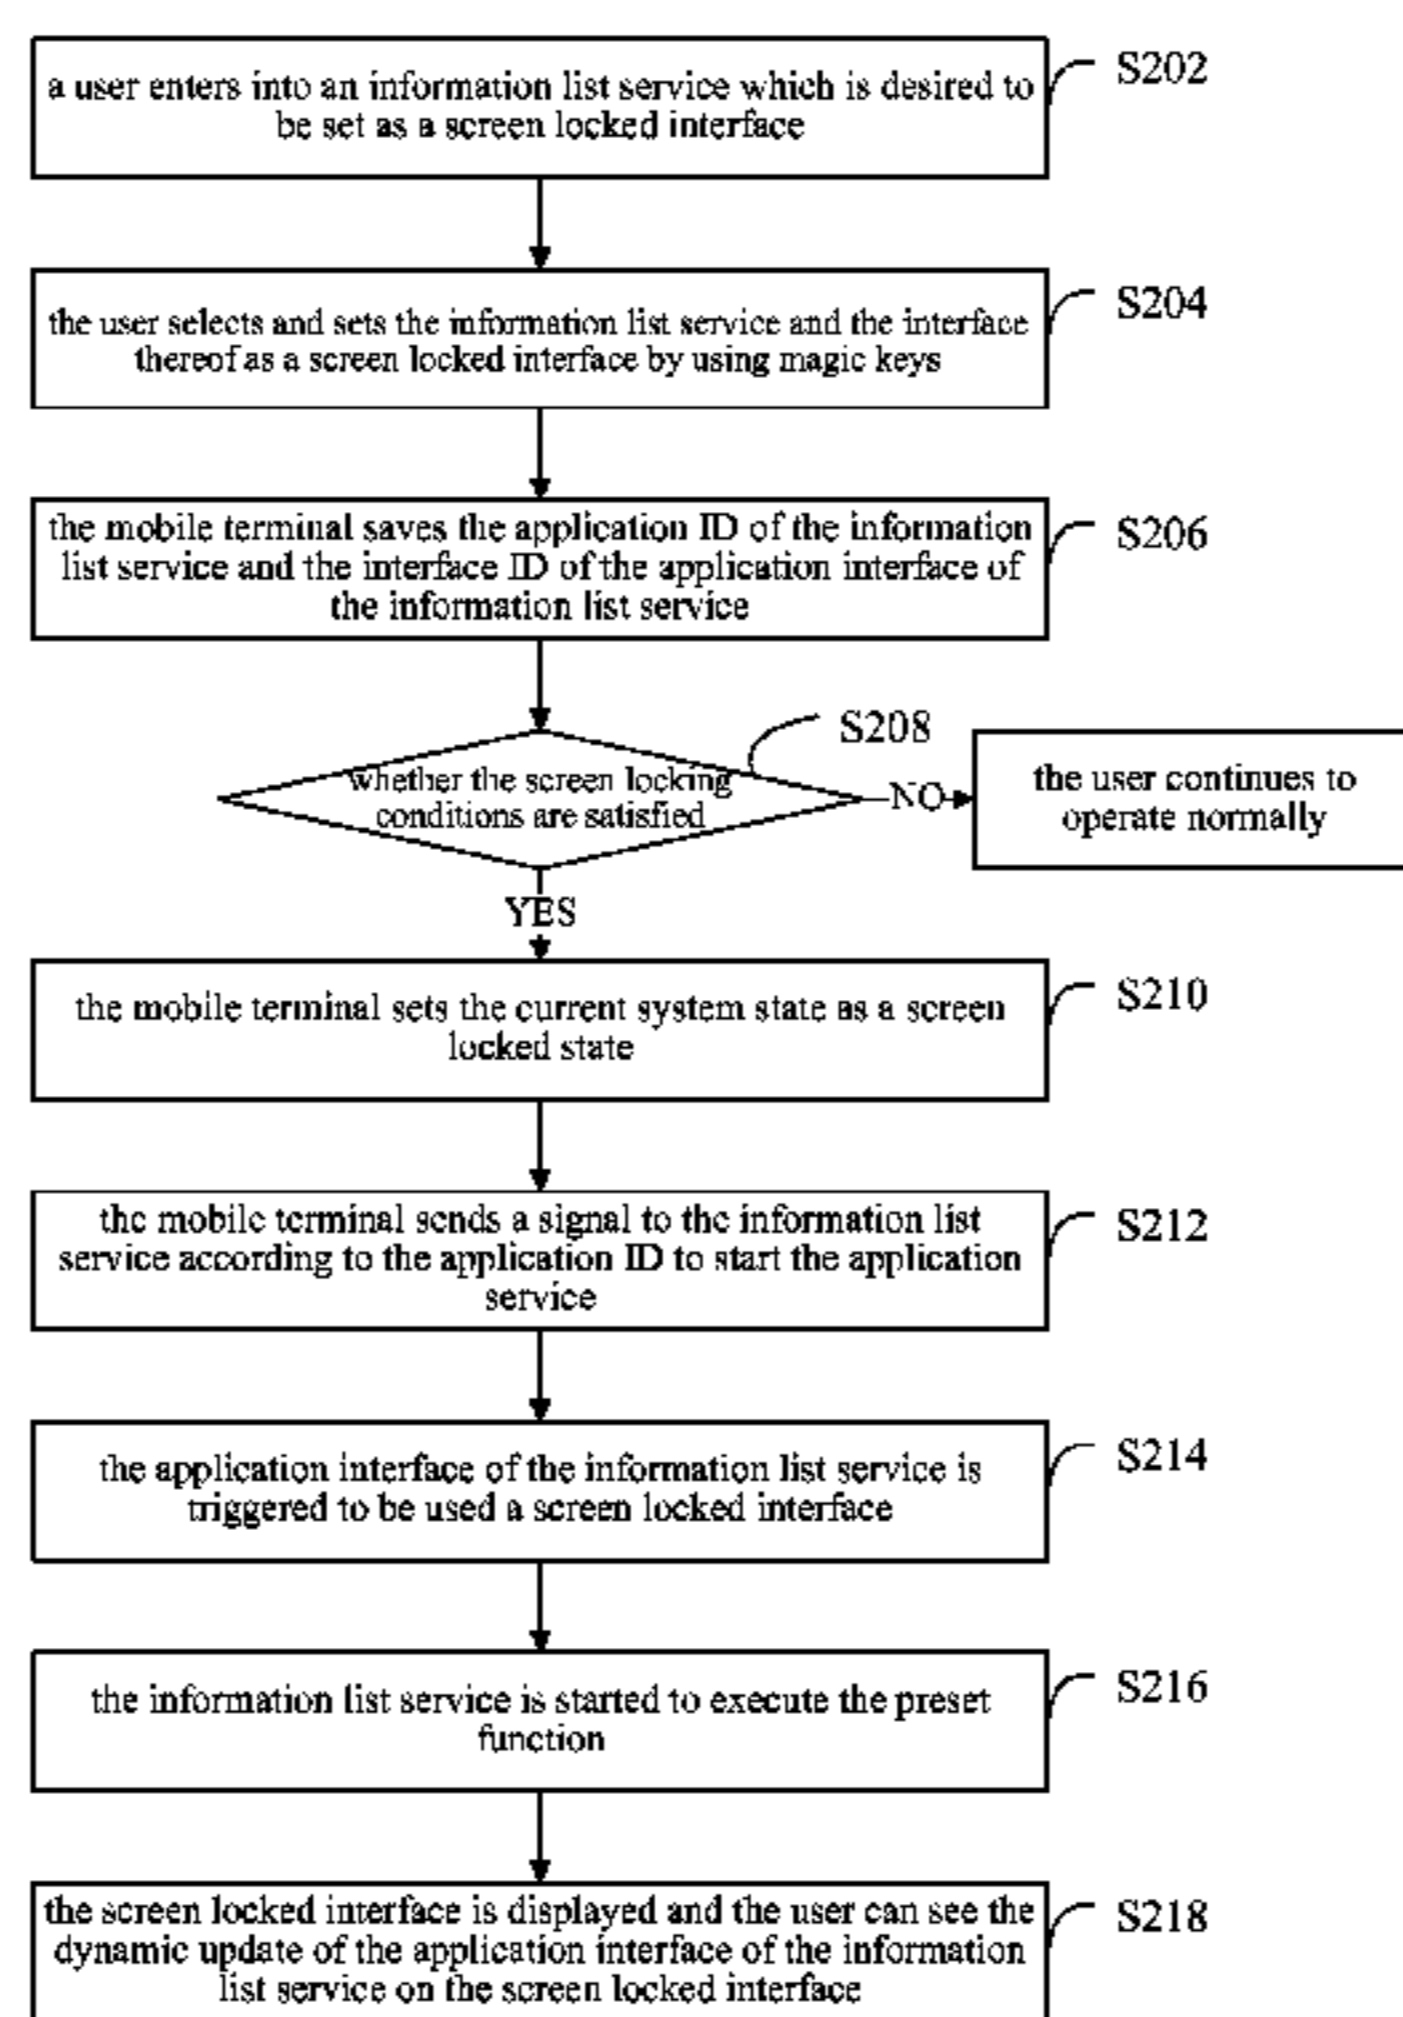 a user enters into an information list service which is desired to
be set as a screen locked interface
S202
the user selects and sets the information list service and the interface
thereof as a screen locked interface by using magic keys
S204
the mobile terminal saves the application ID of the information
list service and the interface ID of the application interface of
the information list service
S206
whether the screen locking
conditions are satisfied
S208
NO
the user continues to
operate normally
YES
the mobile terminal sets the current system state as a screen
locked state
S210
the mobile terminal sends a signal to the information list
service according to the application ID to start the application
service
S212
the application interface of the information list service is
triggered to be used a screen locked interface
S214
the information list service is started to execute the preset
function
S216
the screen locked interface is displayed and the user can see the
dynamic update of the application interface of the information
list service on the screen locked interface
S218